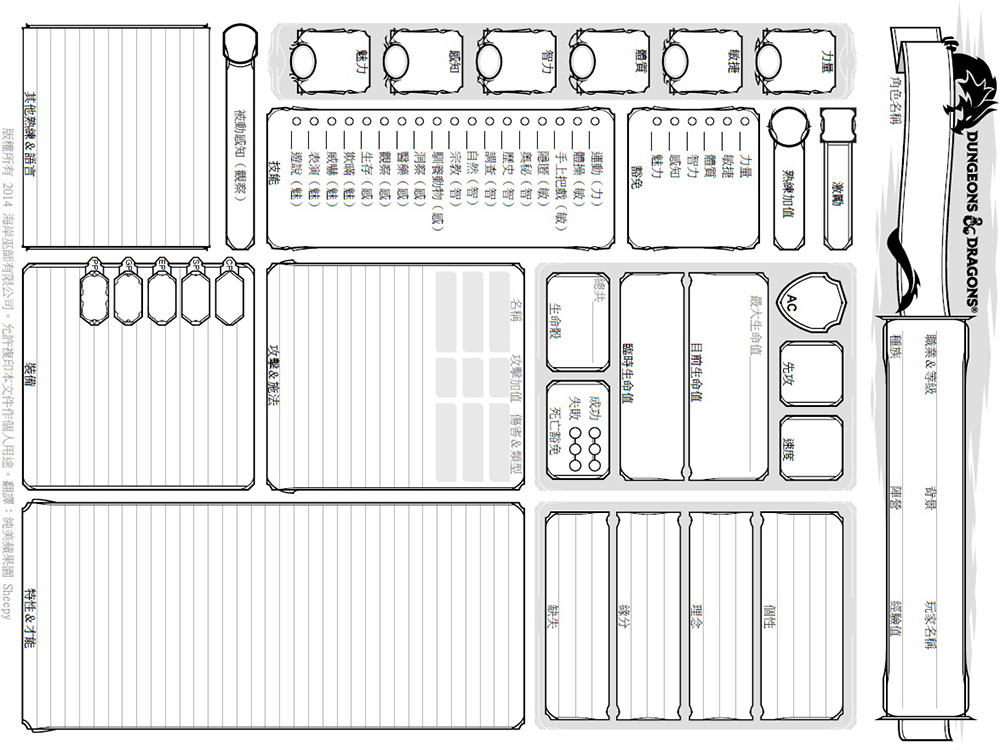 DUNGEONS & DRAGONS®
角色名稱
職業&等級
背景
玩家名稱
種族
陣營
經驗值
力量
敏捷
體質
智力
感知
魅力
激勵
熟練加值
力量
敏捷
體質
智力
感知
魅力
豁免
運動（力）
體操（敏）
手上把戲（敏）
隱匿（敏）
奧秘（智）
歷史（智）
調查（智）
自然（智）
宗教（智）
馴養動物（感）
洞察（感）
醫藥（感）
觀察（感）
生存（感）
欺瞞（魅）
威嚇（魅）
表演（魅）
遊說（魅）
技能
被動感知（觀察）
其他熟練&語言
AC
先攻
速度
最大生命值
目前生命值
臨時生命值
總共
生命骰
成功
失敗
死亡豁免
名稱
攻擊加值
傷害&類型
攻擊&施法
CP
SP
EP
GP
PP
裝備
個性
理念
緣分
缺失
特性&才能
版權所有 2014 海岸巫師有限公司。允許複印本文件作個人用途。翻譯：純美蘋果園 Sheepy